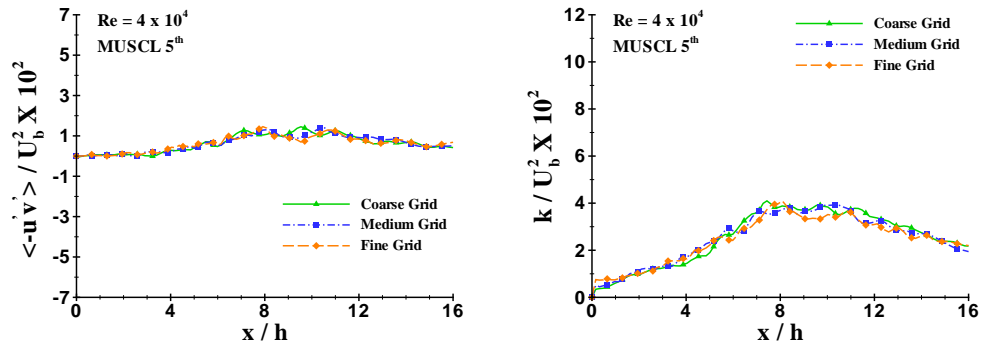 Re = 4 x 10⁴
MUSCL 5ᵗʰ
7
5
3
1
-1
-3
-5
-7
<-u'v'> / U_b² X 10²
Coarse Grid
Medium Grid
Fine Grid
0 4 8 12 16
x / h
Re = 4 x 10⁴
MUSCL 5ᵗʰ
12
10
8
6
4
2
0
k / U_b² X 10²
Coarse Grid
Medium Grid
Fine Grid
0 4 8 12 16
x / h